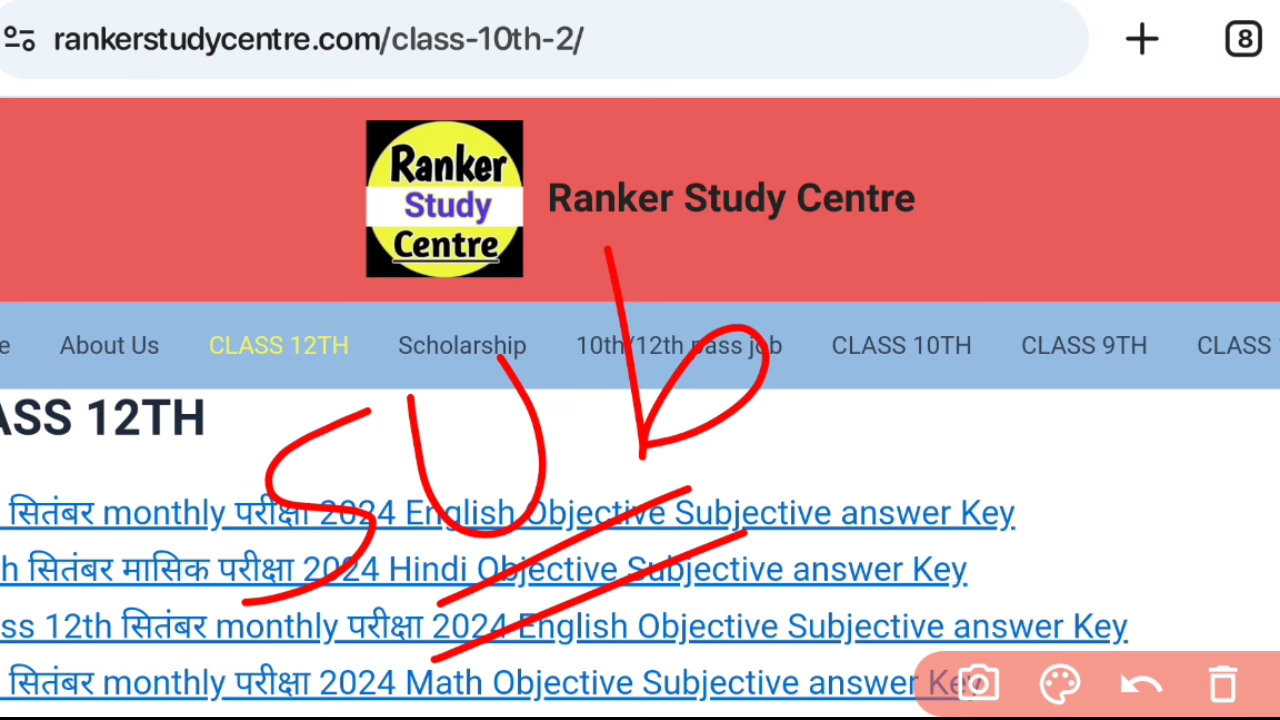 rankerstudycentre.com/class-10th-2/
8
Ranker
Study
Centre
Ranker Study Centre
e About Us CLASS 12TH Scholarship 10th/12th pass job CLASS 10TH CLASS 9TH CLASS
ASS 12TH
SUb
सितंबर monthly परीक्षा 2024 English Objective Subjective answer Key
h सितंबर मासिक परीक्षा 2024 Hindi Objective Subjective answer Key
ss 12th सितंबर monthly परीक्षा 2024 English Objective Subjective answer Key
सितंबर monthly परीक्षा 2024 Math Objective Subjective answer Key